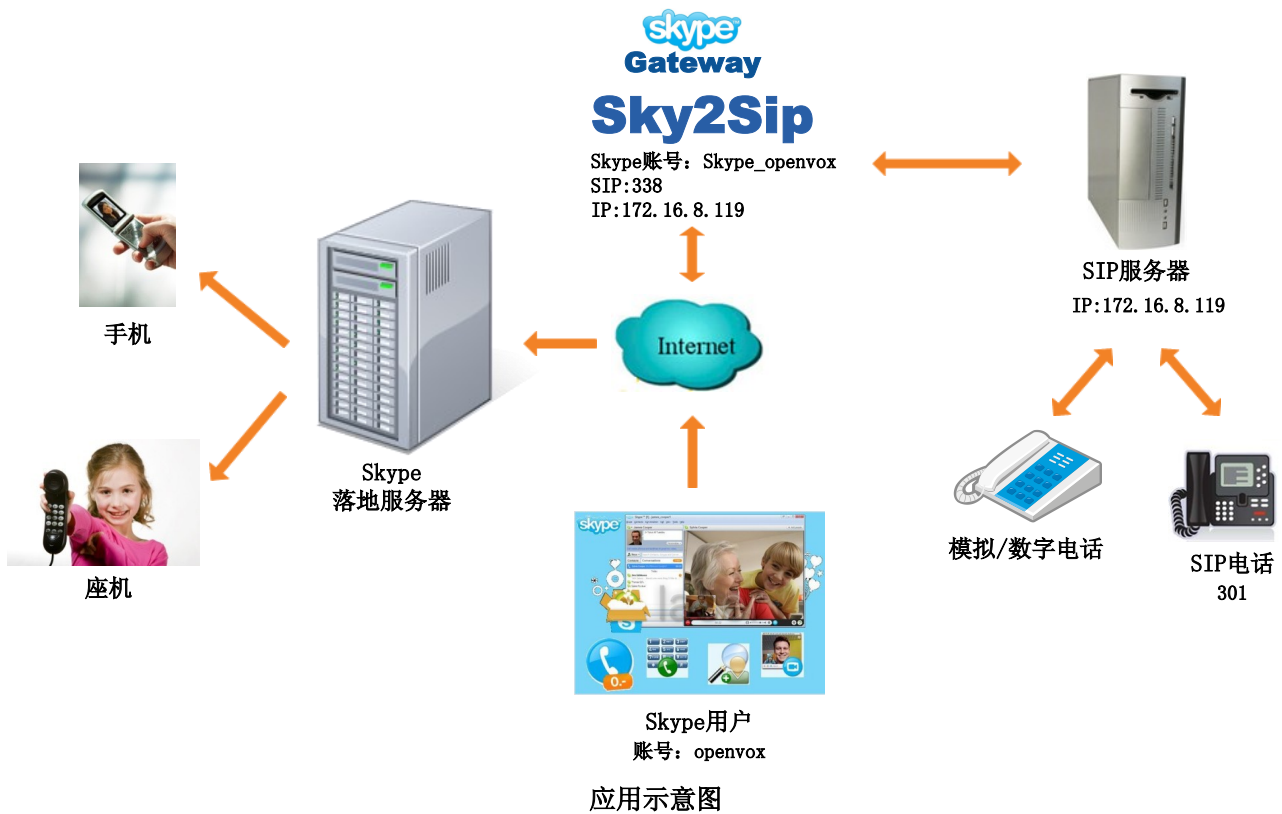 skype
Gateway
Sky2Sip
Skype账号：Skype_openvox
SIP:338
IP:172.16.8.119
SIP服务器
IP:172.16.8.119
手机
Internet
Skype
落地服务器
座机
模拟/数字电话
SIP电话
301
skype
0.-
Skype用户
账号：openvox
应用示意图